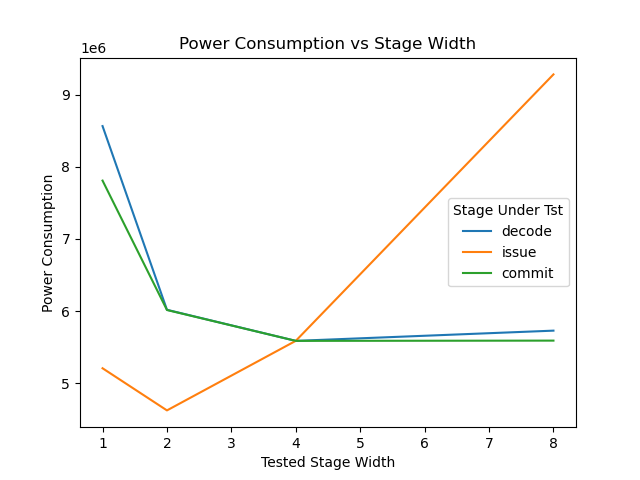 Power Consumption vs Stage Width
1e6
9
8
7
6
5
Power Consumption
Stage Under Tst
decode
issue
commit
1 2 3 4 5 6 7 8
Tested Stage Width